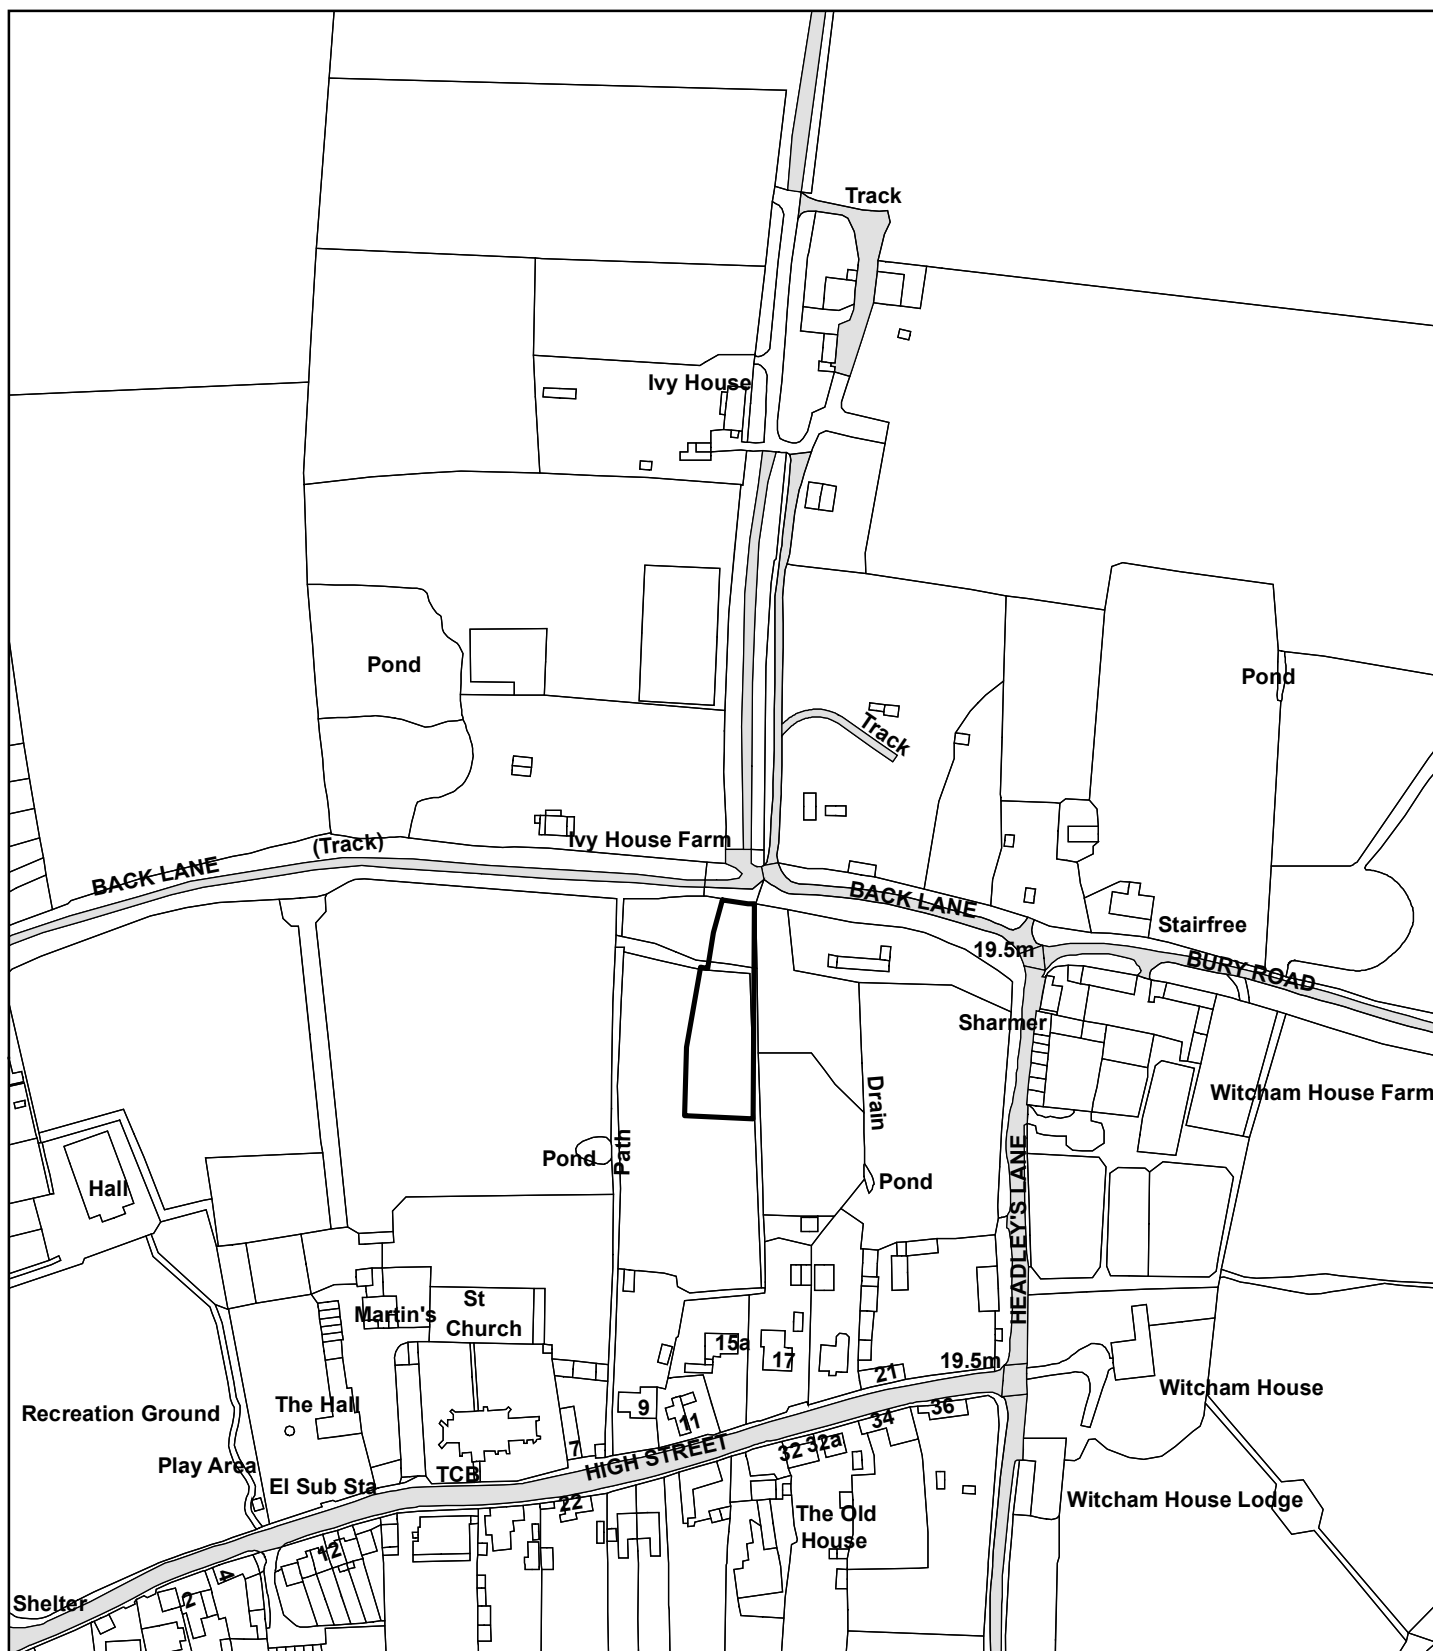 Track
Ivy House
Pond
Pond
Track
Ivy House Farm
(Track)
BACK LANE
BACK LANE
Stairfree
19.5m
BURY ROAD
Sharmer
Witcham House Farm
Drain
Path
Pond
Pond
Hall
HEADLEY'S LANE
St
Martin's
Church
15a
17
19.5m
21
Witcham House
The Hall
Recreation Ground
9
11
36
34
32a
32
7
HIGH STREET
Play Area
TCB
El Sub Sta
22
Witcham House Lodge
The Old
House
12
4
2
Shelter